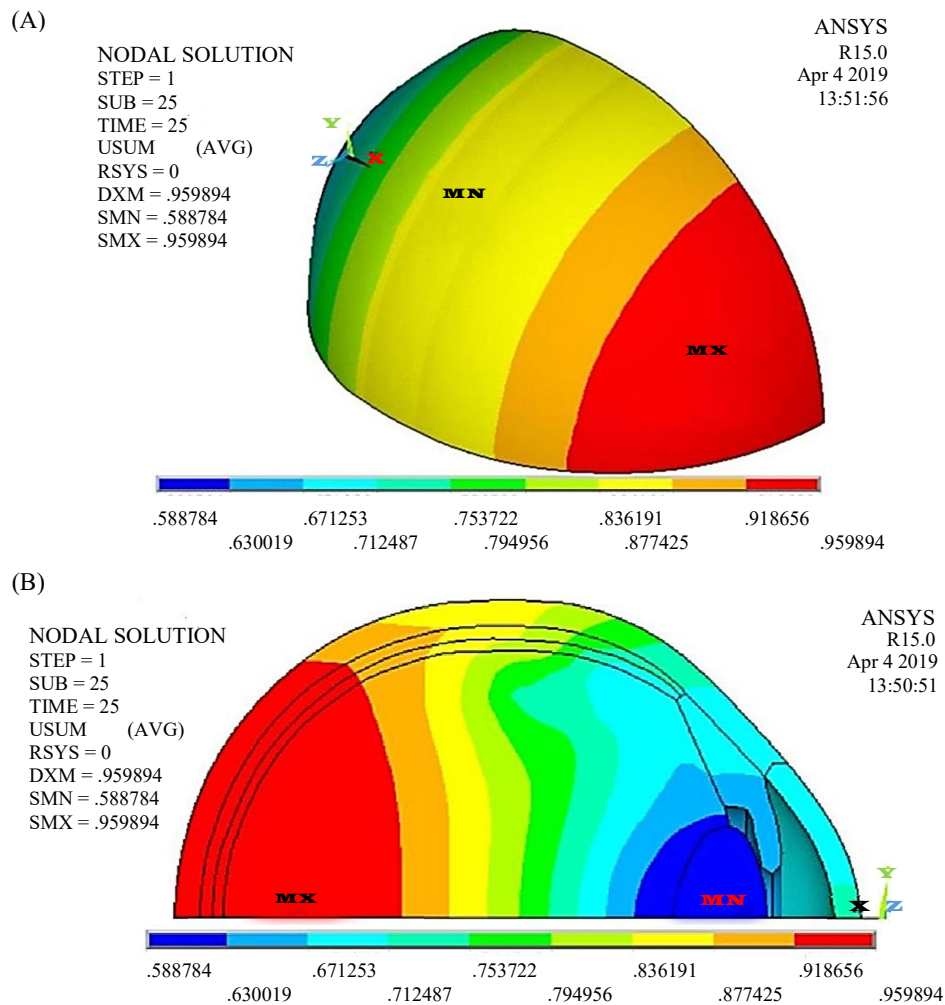 (A)
NODAL SOLUTION
STEP = 1
SUB = 25
TIME = 25
USUM (AVG)
RSYS = 0
DXM = .959894
SMN = .588784
SMX = .959894
ANSYS
R15.0
Apr 4 2019
13:51:56
Y
Z X
MN
MX
.588784 .671253 .753722 .836191 .918656
.630019 .712487 .794956 .877425 .959894
(B)
NODAL SOLUTION
STEP = 1
SUB = 25
TIME = 25
USUM (AVG)
RSYS = 0
DXM = .959894
SMN = .588784
SMX = .959894
ANSYS
R15.0
Apr 4 2019
13:50:51
MX
MN
Y
X Z
.588784 .671253 .753722 .836191 .918656
.630019 .712487 .794956 .877425 .959894